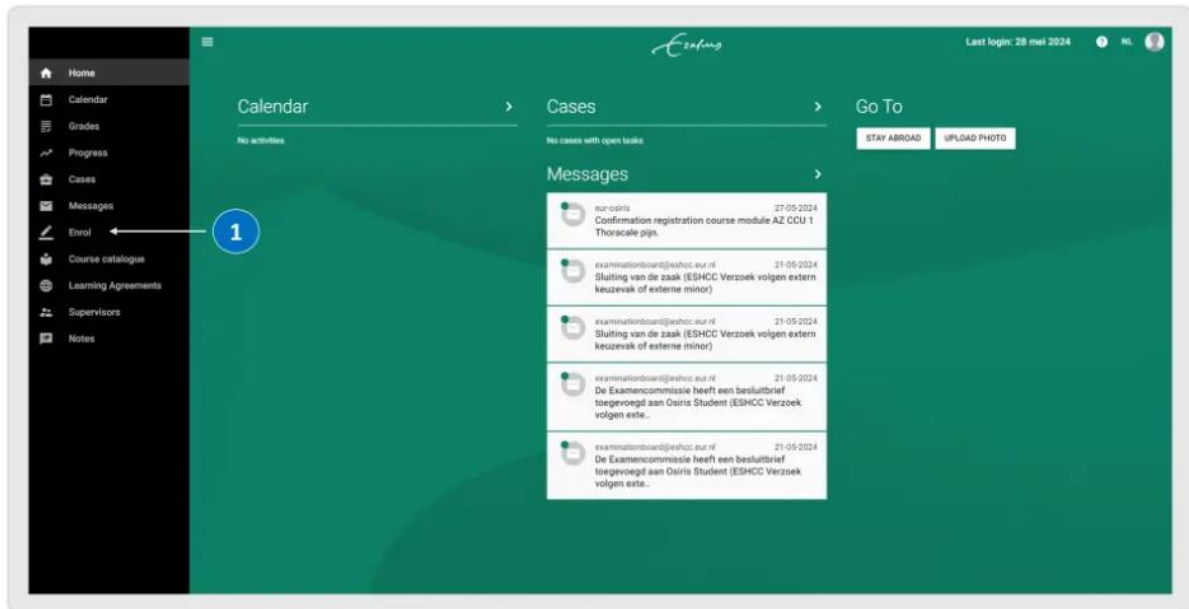 Erasmus
Last login: 28 mei 2024
NL
Home
Calendar
Grades
Progress
Cases
Messages
Enrol
Course catalogue
Learning Agreements
Supervisors
Notes
1
Calendar
No activities
Cases
No cases with open tasks
Messages
eur-osiris 27-05-2024
Confirmation registration course module AZ CCU 1
Thoracale pijn.
examinationboard@eshcc.eur.nl 21-05-2024
Sluiting van de zaak (ESHCC Verzoek volgen extern
keuzevak of externe minor)
examinationboard@eshcc.eur.nl 21-05-2024
Sluiting van de zaak (ESHCC Verzoek volgen extern
keuzevak of externe minor)
examinationboard@eshcc.eur.nl 21-05-2024
De Examencommissie heeft een besluitbrief
toegevoegd aan Osiris Student (ESHCC Verzoek
volgen exte..
examinationboard@eshcc.eur.nl 21-05-2024
De Examencommissie heeft een besluitbrief
toegevoegd aan Osiris Student (ESHCC Verzoek
volgen exte..
Go To
STAY ABROAD UPLOAD PHOTO